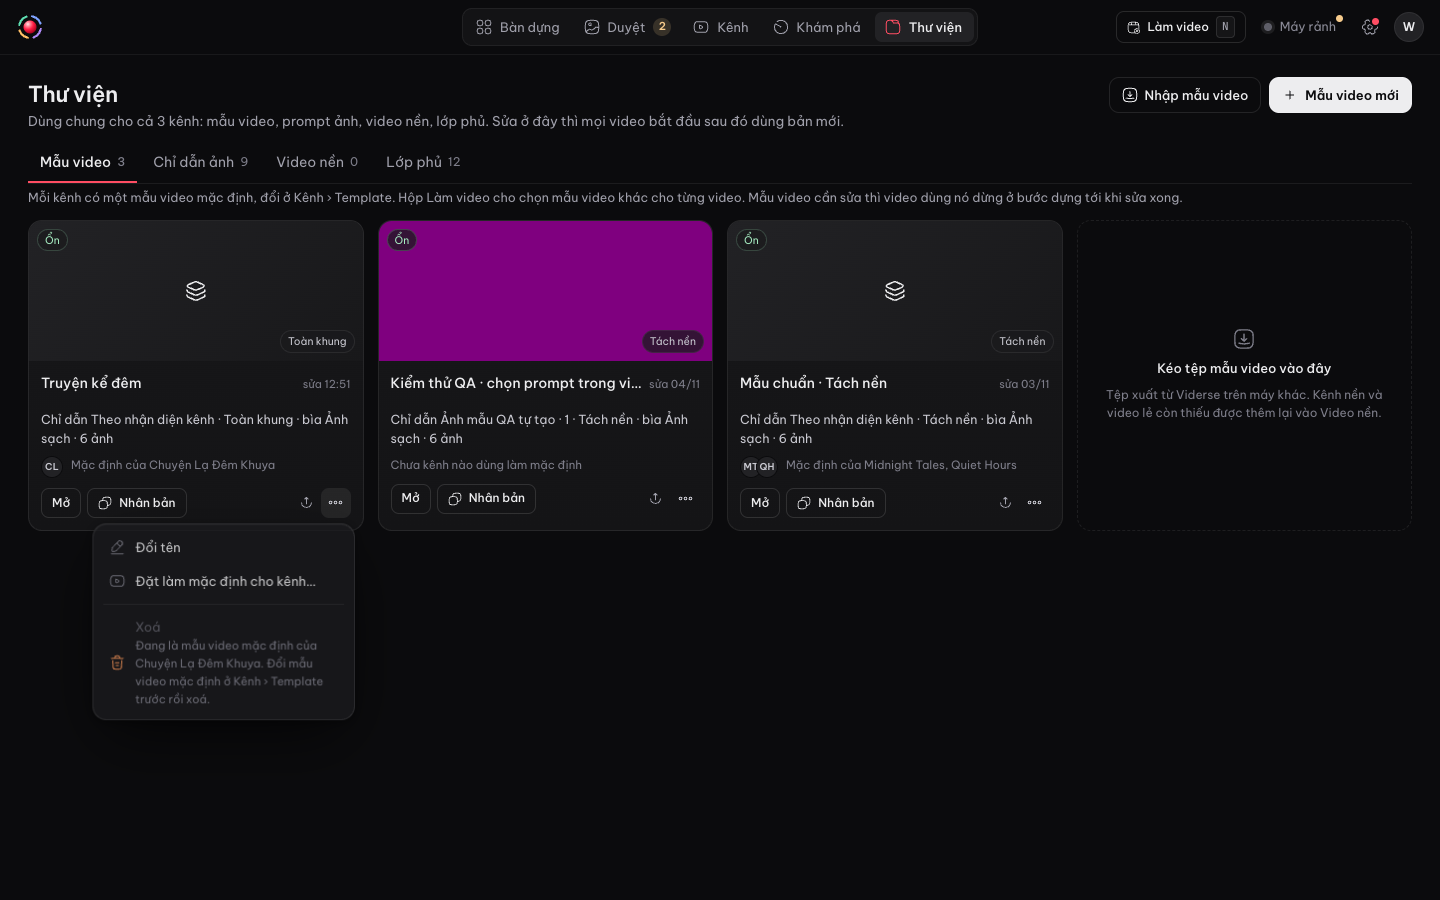 Bàn dựng
Duyệt 2
Kênh
Khám phá
Thư viện
Làm video N
Máy rảnh
W
Thư viện
Dùng chung cho cả 3 kênh: mẫu video, prompt ảnh, video nền, lớp phủ. Sửa ở đây thì mọi video bắt đầu sau đó dùng bản mới.
Nhập mẫu video
Mẫu video mới
Mẫu video 3
Chỉ dẫn ảnh 9
Video nền 0
Lớp phủ 12
Mỗi kênh có một mẫu video mặc định, đổi ở Kênh › Template. Hộp Làm video cho chọn mẫu video khác cho từng video. Mẫu video cần sửa thì video dùng nó dừng ở bước dựng tới khi sửa xong.
Ổn
Toàn khung
Truyện kể đêm
sửa 12:51
Chỉ dẫn Theo nhận diện kênh · Toàn khung · bìa Ảnh
sạch · 6 ảnh
CL
Mặc định của Chuyện Lạ Đêm Khuya
Mở
Nhân bản
Ổn
Tách nền
Kiểm thử QA · chọn prompt trong vi...
sửa 04/11
Chỉ dẫn Ảnh mẫu QA tự tạo · 1 · Tách nền · bìa Ảnh
sạch · 6 ảnh
Chưa kênh nào dùng làm mặc định
Mở
Nhân bản
Ổn
Tách nền
Mẫu chuẩn · Tách nền
sửa 03/11
Chỉ dẫn Theo nhận diện kênh · Tách nền · bìa Ảnh
sạch · 6 ảnh
MT QH
Mặc định của Midnight Tales, Quiet Hours
Mở
Nhân bản
Kéo tệp mẫu video vào đây
Tệp xuất từ Viderse trên máy khác. Kênh nền và
video lẻ còn thiếu được thêm lại vào Video nền.
Đổi tên
Đặt làm mặc định cho kênh...
Xoá
Đang là mẫu video mặc định của
Chuyện Lạ Đêm Khuya. Đổi mẫu
video mặc định ở Kênh › Template
trước rồi xoá.